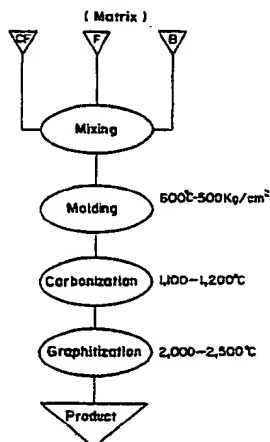 ( Matrix )
CF F B
Mixing
Molding 600℃-500Kg/cm²
Carbonization 1,100-1,200℃
Graphitization 2,000-2,500℃
Product